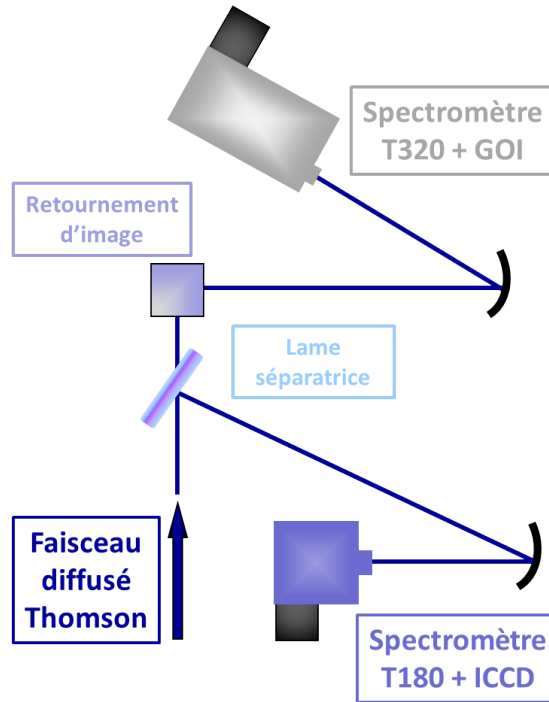 Spectromètre
T320 + GOI
Retournement
d’image
Lame
séparatrice
Faisceau
diffusé
Thomson
Spectromètre
T180 + ICCD